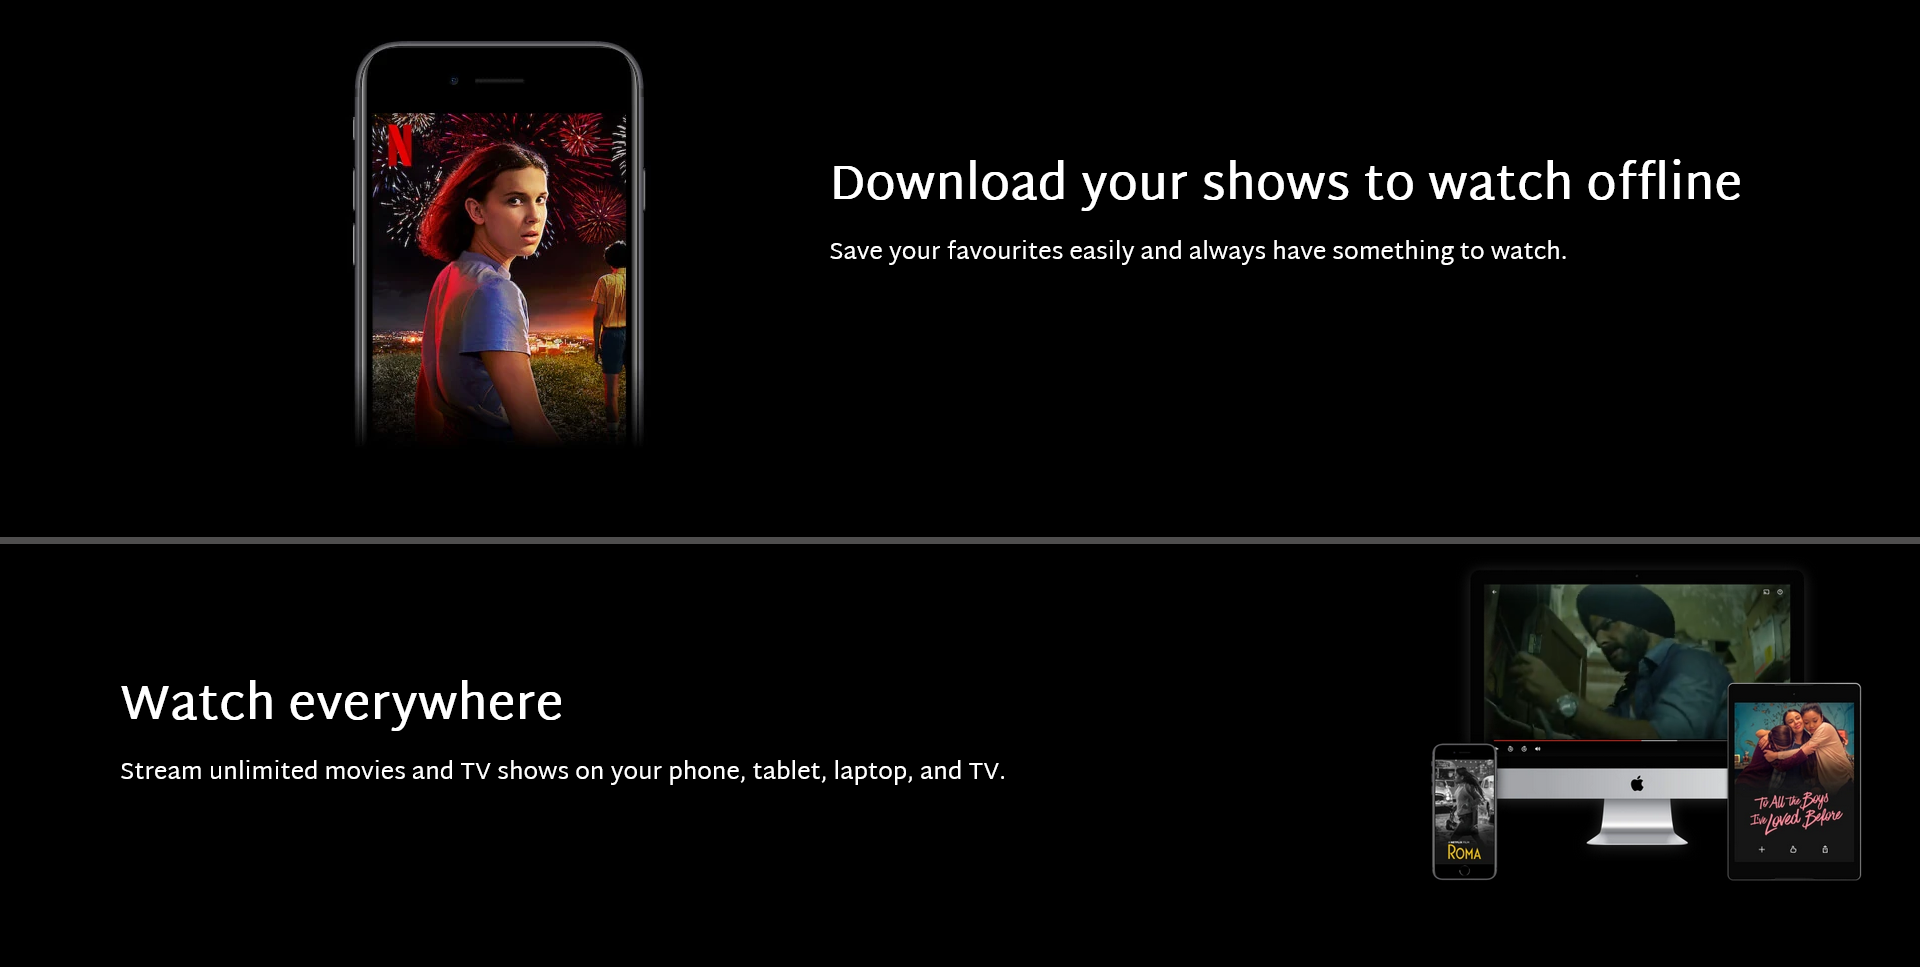 N
Download your shows to watch offline
Save your favourites easily and always have something to watch.
Watch everywhere
Stream unlimited movies and TV shows on your phone, tablet, laptop, and TV.
To All the Boys
I've Loved Before
ROMA